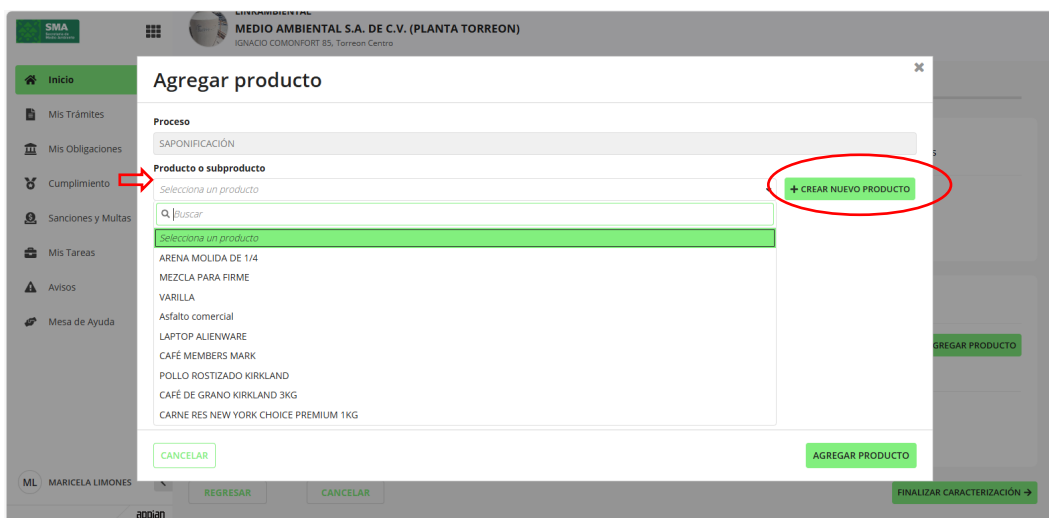 LINKAMBIENTAL
SMA
MEDIO AMBIENTAL S.A. DE C.V. (PLANTA TORREON)
IGNACIO COMONFORT 85, Torreon Centro
Inicio
Mis Trámites
Mis Obligaciones
Cumplimiento
Sanciones y Multas
Mis Tareas
Avisos
Mesa de Ayuda
Agregar producto
Proceso
SAPONIFICACIÓN
Producto o subproducto
Selecciona un producto
+ CREAR NUEVO PRODUCTO
Buscar
Selecciona un producto
ARENA MOLIDA DE 1/4
MEZCLA PARA FIRME
VARILLA
Asfalto comercial
LAPTOP ALIENWARE
CAFÉ MEMBERS MARK
POLLO ROSTIZADO KIRKLAND
CAFÉ DE GRANO KIRKLAND 3KG
CARNE RES NEW YORK CHOICE PREMIUM 1KG
GREGAR PRODUCTO
CANCELAR
AGREGAR PRODUCTO
ML MARICELA LIMONES
REGRESAR
CANCELAR
FINALIZAR CARACTERIZACIÓN →
appian